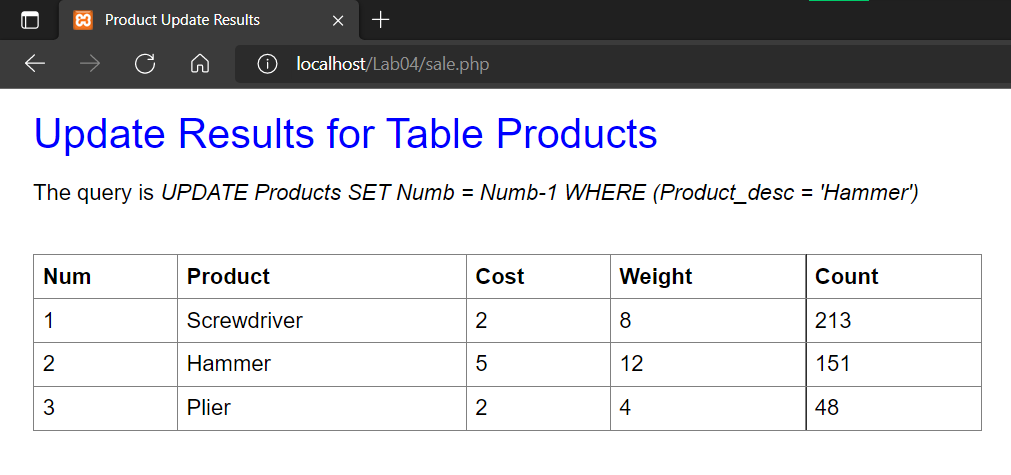 Product Update Results
localhost/Lab04/sale.php
Update Results for Table Products
The query is UPDATE Products SET Numb = Numb-1 WHERE (Product_desc = 'Hammer')
Num Product Cost Weight Count
1 Screwdriver 2 8 213
2 Hammer 5 12 151
3 Plier 2 4 48